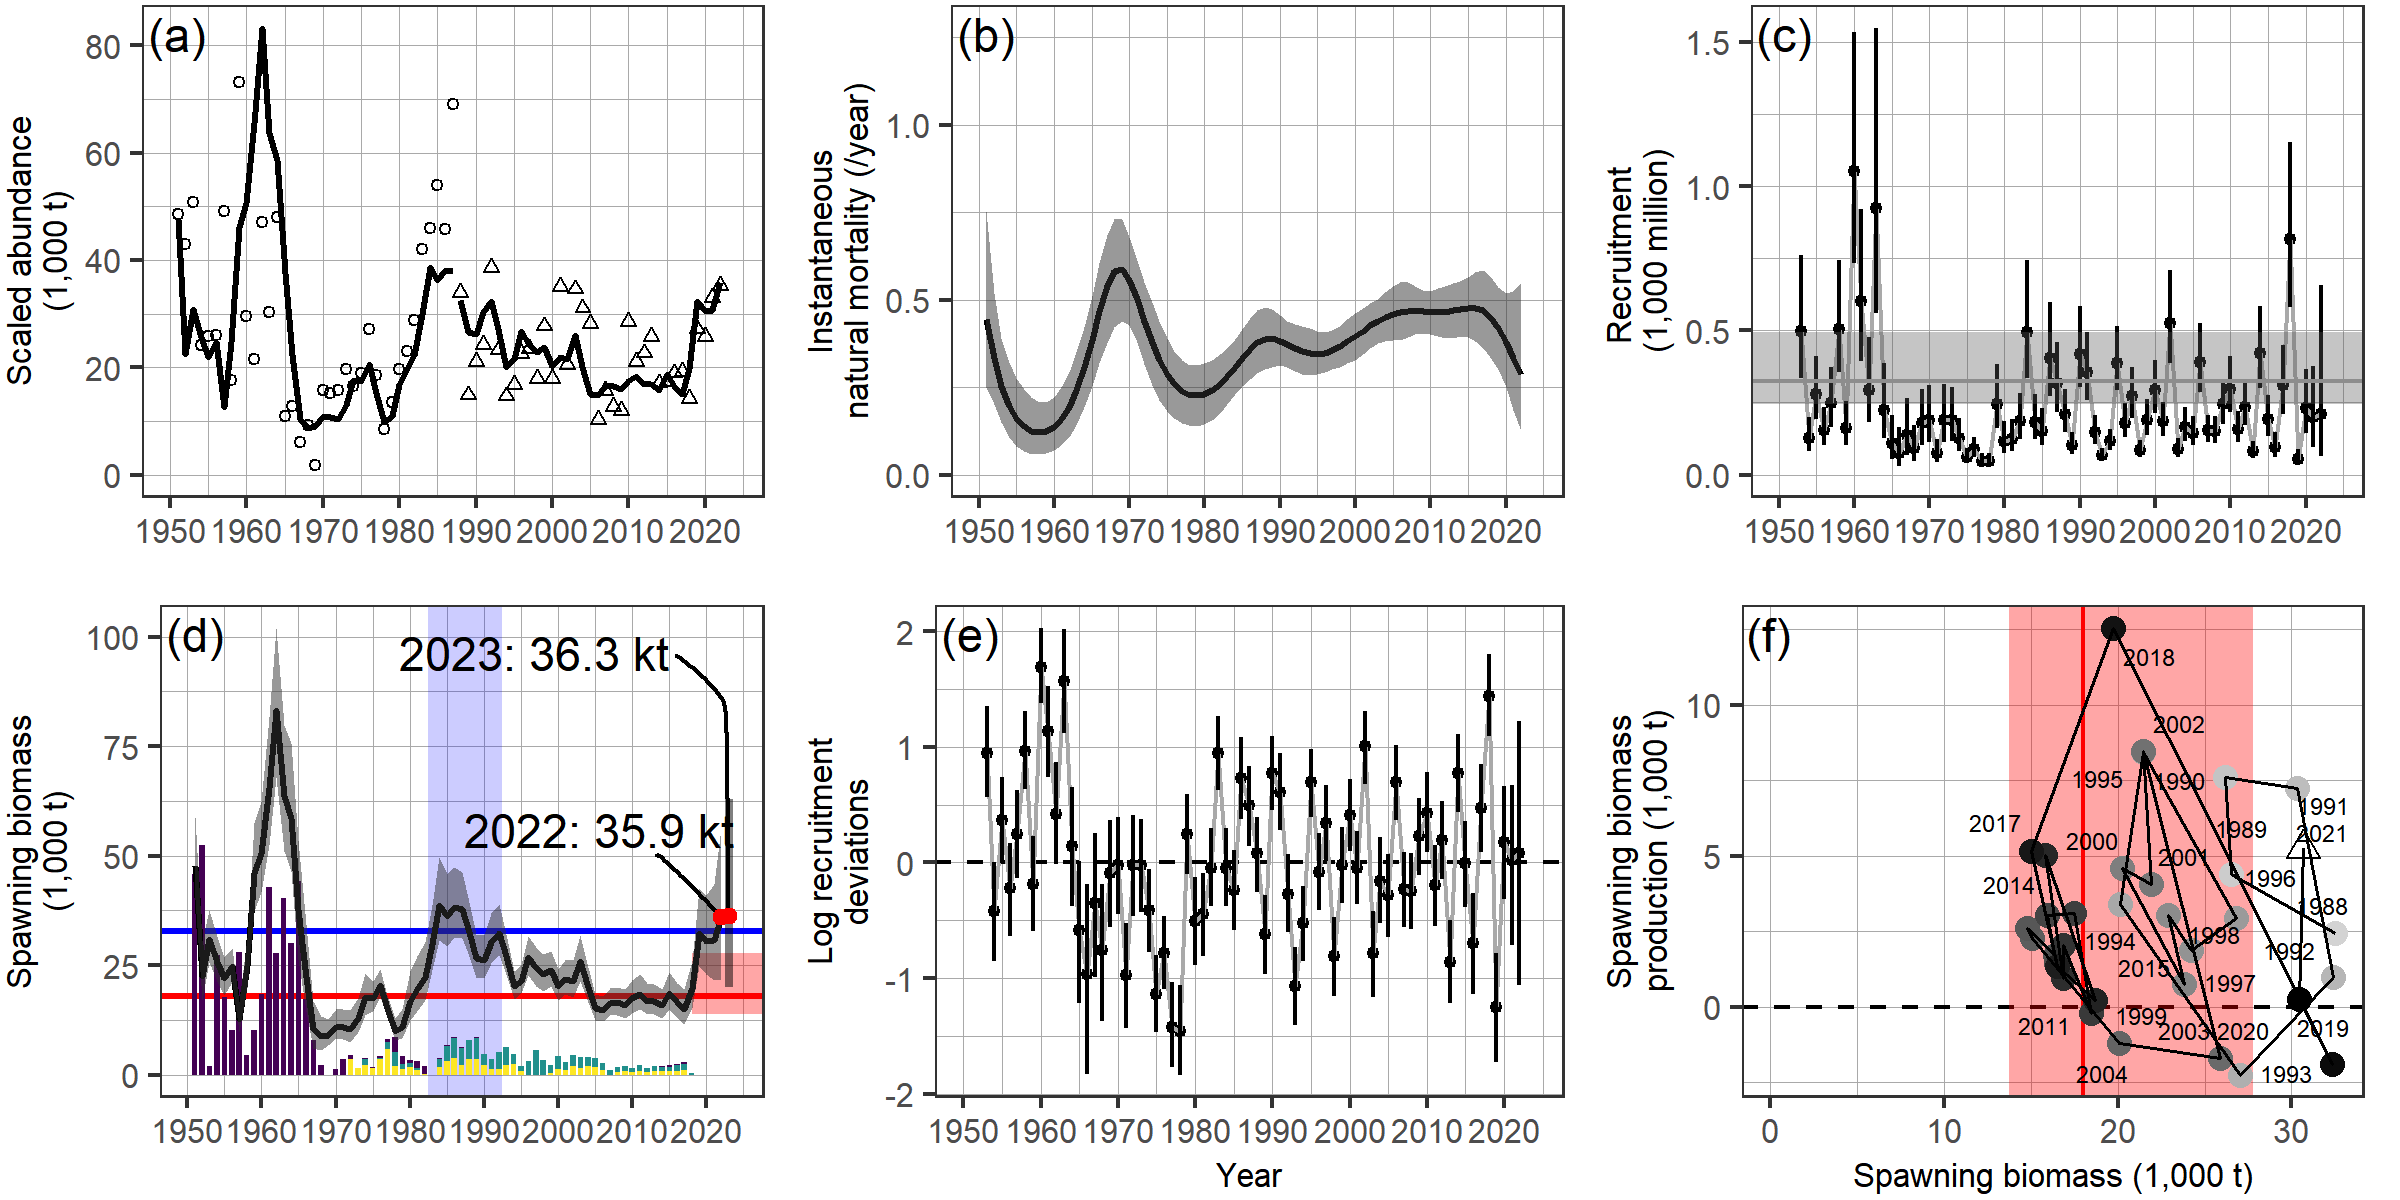 (a)
Scaled abundance
(1,000 t)
80
60
40
20
0
1950 1960 1970 1980 1990 2000 2010 2020
(b)
Instantaneous
natural mortality (/year)
1.0
0.5
0.0
1950 1960 1970 1980 1990 2000 2010 2020
(c)
Recruitment
(1,000 million)
1.5
1.0
0.5
0.0
1950 1960 1970 1980 1990 2000 2010 2020
(d)
Spawning biomass
(1,000 t)
100
75
50
25
0
2023: 36.3 kt
2022: 35.9 kt
1950 1960 1970 1980 1990 2000 2010 2020
(e)
Log recruitment
deviations
2
1
0
-1
-2
1950 1960 1970 1980 1990 2000 2010 2020
Year
(f)
Spawning biomass
production (1,000 t)
10
5
0
2018
2002
1995
1990
1991
2017
1989
2021
2000
2001
1996
2014
1988
1994
1998
1992
2015
1997
2011
1999
2003
2020
2019
2004
1993
0 10 20 30
Spawning biomass (1,000 t)